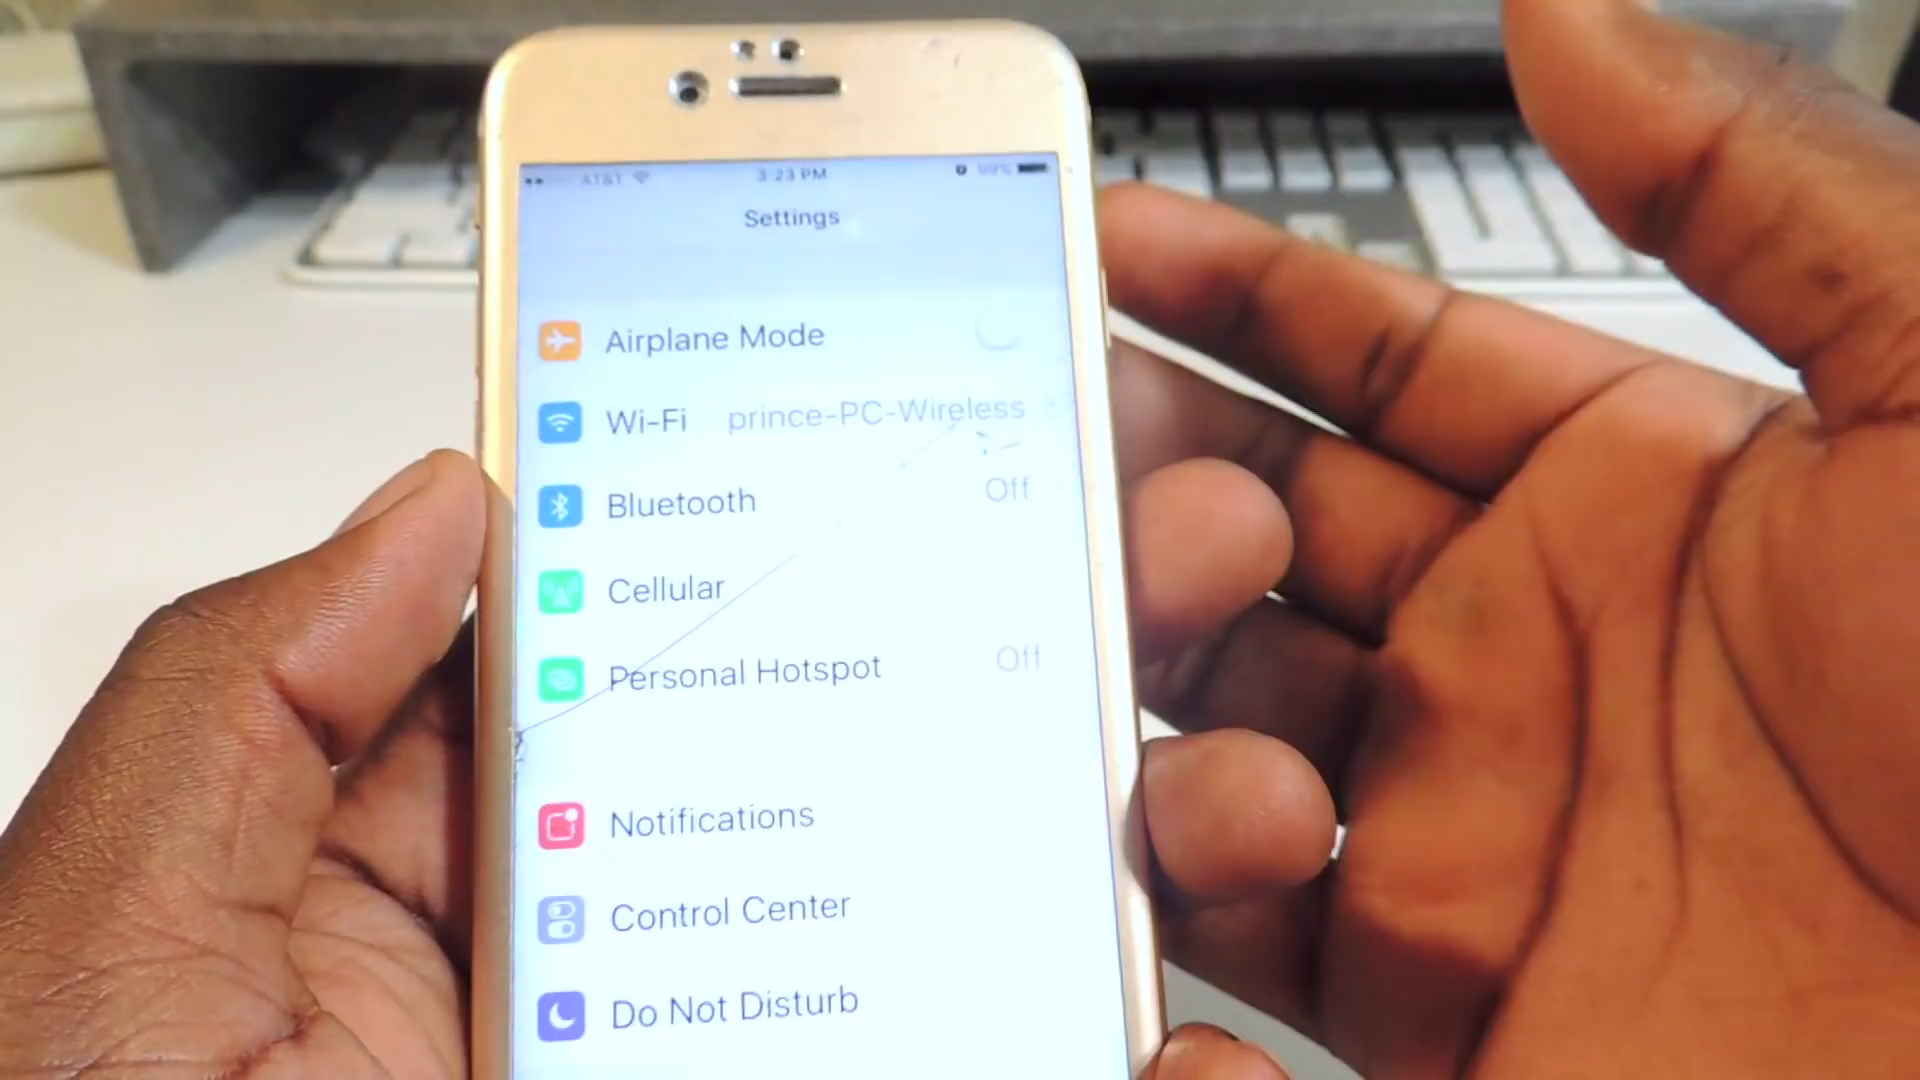 AT&T 3:23 PM 99%
Settings
Airplane Mode
Wi-Fi prince-PC-Wireless
Bluetooth Off
Cellular
Personal Hotspot Off
Notifications
Control Center
Do Not Disturb